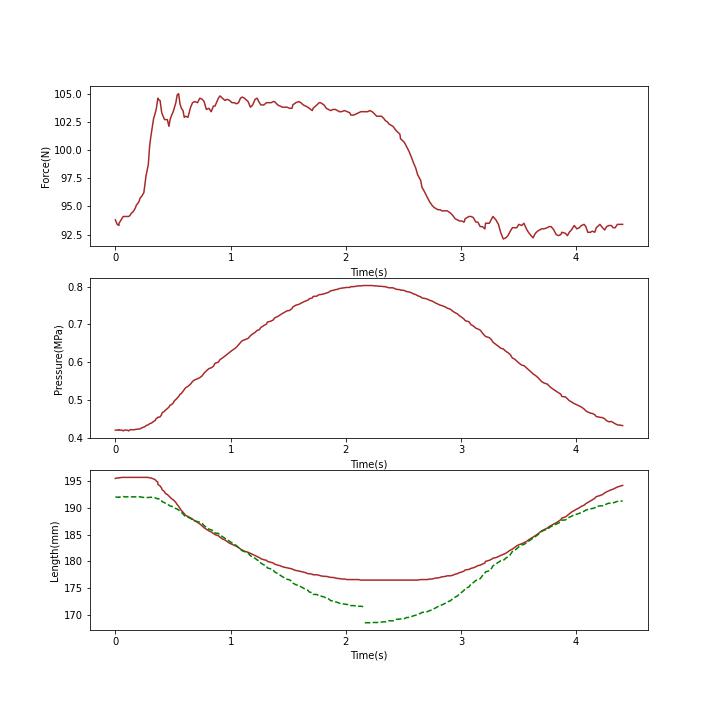 Force(N)
105.0
102.5
100.0
97.5
95.0
92.5
0 1 2 3 4
Time(s)
Pressure(MPa)
0.8
0.7
0.6
0.5
0.4
0 1 2 3 4
Time(s)
Length(mm)
195
190
185
180
175
170
0 1 2 3 4
Time(s)